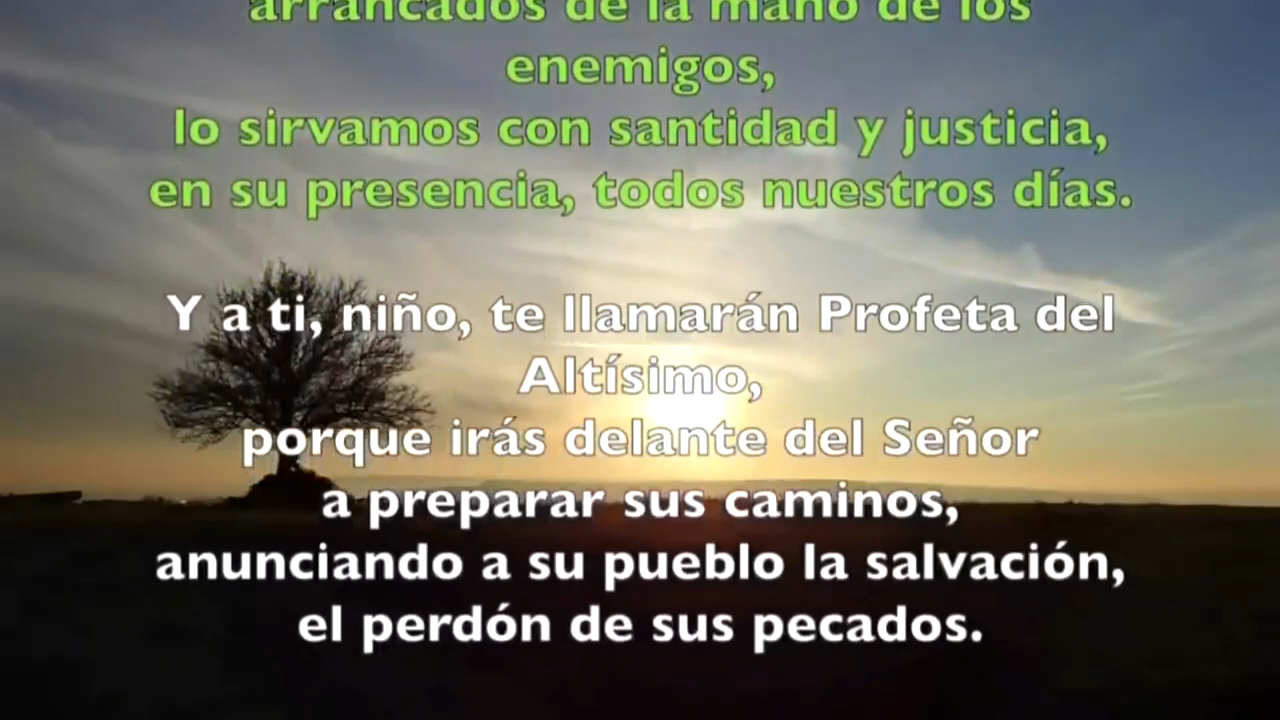 arrancados de la mano de los
enemigos,
lo sirvamos con santidad y justicia,
en su presencia, todos nuestros días.
Y a ti, niño, te llamarán Profeta del
Altísimo,
porque irás delante del Señor
a preparar sus caminos,
anunciando a su pueblo la salvación,
el perdón de sus pecados.